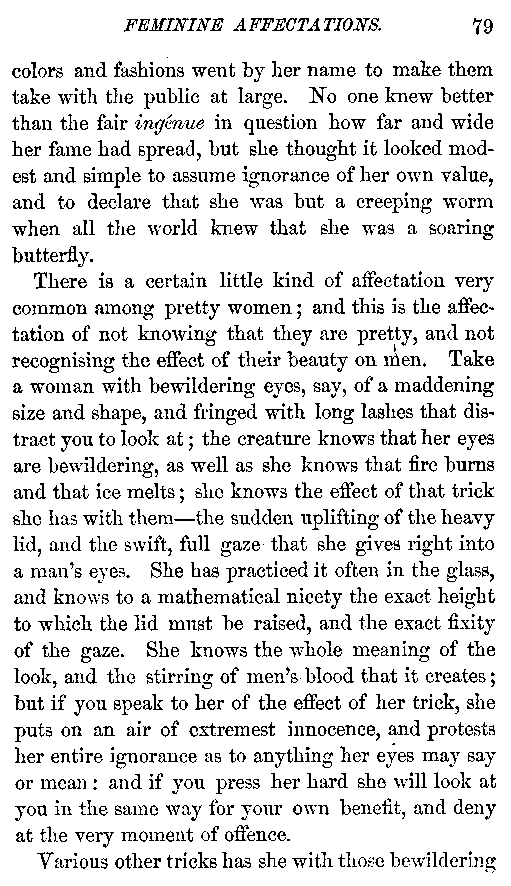 FEMININE AFFECTATIONS. 79
colors and fashions went by her name to make them
take with the public at large. No one knew better
than the fair ingénue in question how far and wide
her fame had spread, but she thought it looked mod-
est and simple to assume ignorance of her own value,
and to declare that she was but a creeping worm
when all the world knew that she was a soaring
butterfly.
There is a certain little kind of affectation very
common among pretty women; and this is the affec-
tation of not knowing that they are pretty, and not
recognising the effect of their beauty on men. Take
a woman with bewildering eyes, say, of a maddening
size and shape, and fringed with long lashes that dis-
tract you to look at; the creature knows that her eyes
are bewildering, as well as she knows that fire burns
and that ice melts; she knows the effect of that trick
she has with them—the sudden uplifting of the heavy
lid, and the swift, full gaze that she gives right into
a man's eyes. She has practiced it often in the glass,
and knows to a mathematical nicety the exact height
to which the lid must be raised, and the exact fixity
of the gaze. She knows the whole meaning of the
look, and the stirring of men's blood that it creates;
but if you speak to her of the effect of her trick, she
puts on an air of extremest innocence, and protests
her entire ignorance as to anything her eyes may say
or mean: and if you press her hard she will look at
you in the same way for your own benefit, and deny
at the very moment of offence.
Various other tricks has she with those bewildering